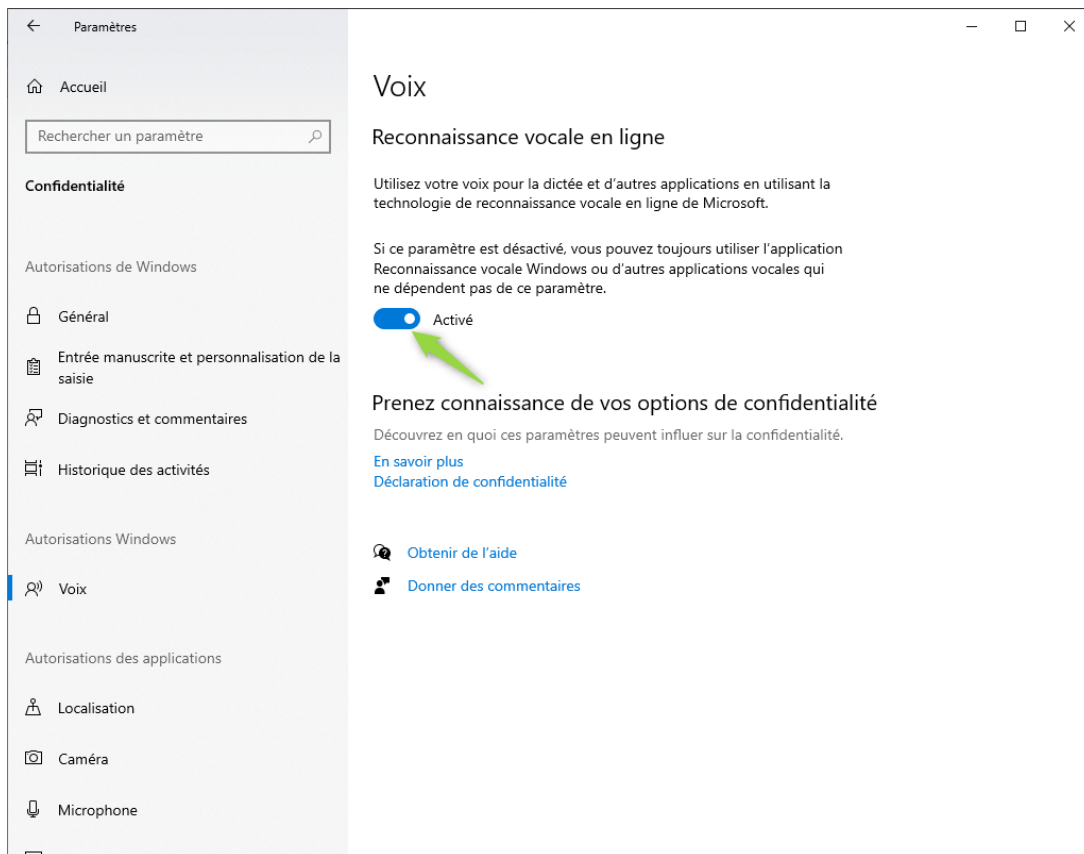 Paramètres
Accueil
Rechercher un paramètre
Confidentialité
Autorisations de Windows
Général
Entrée manuscrite et personnalisation de la
saisie
Diagnostics et commentaires
Historique des activités
Autorisations Windows
Voix
Autorisations des applications
Localisation
Caméra
Microphone
Voix
Reconnaissance vocale en ligne
Utilisez votre voix pour la dictée et d’autres applications en utilisant la
technologie de reconnaissance vocale en ligne de Microsoft.
Si ce paramètre est désactivé, vous pouvez toujours utiliser l’application
Reconnaissance vocale Windows ou d’autres applications vocales qui
ne dépendent pas de ce paramètre.
Activé
Prenez connaissance de vos options de confidentialité
Découvrez en quoi ces paramètres peuvent influer sur la confidentialité.
En savoir plus
Déclaration de confidentialité
Obtenir de l’aide
Donner des commentaires